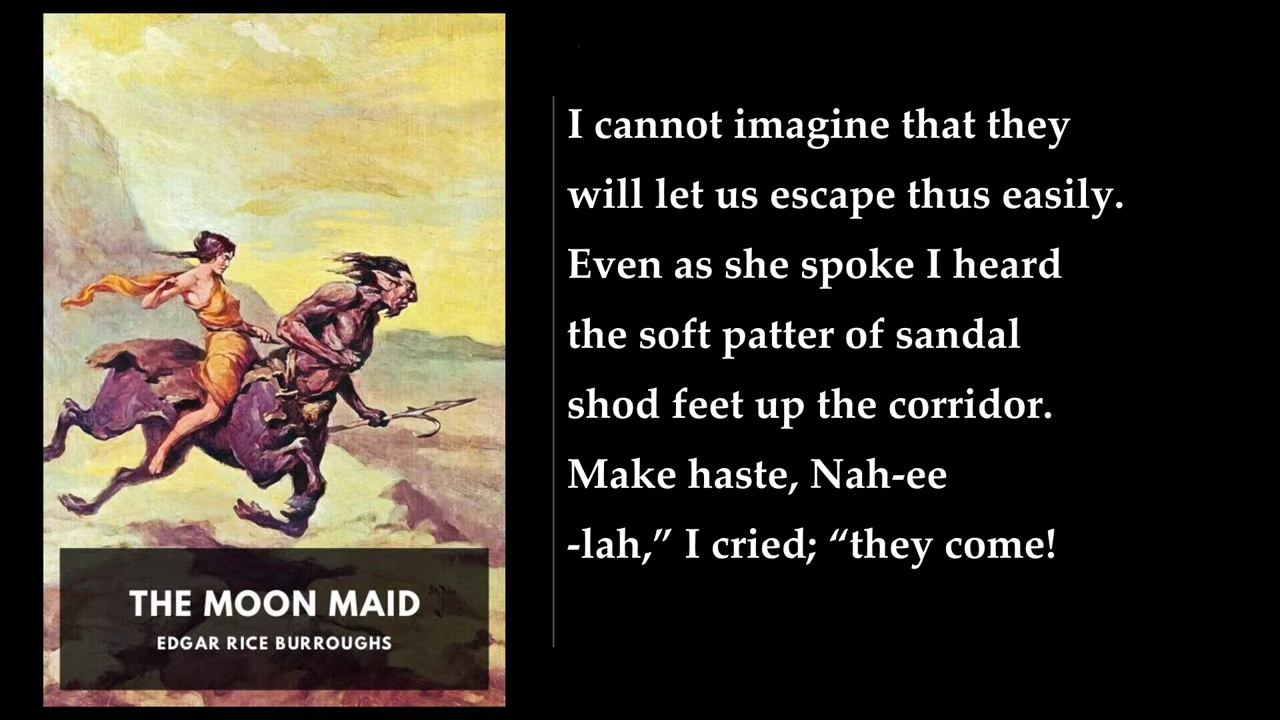 THE MOON MAID
EDGAR RICE BURROUGHS
I cannot imagine that they
will let us escape thus easily.
Even as she spoke I heard
the soft patter of sandal
shod feet up the corridor.
Make haste, Nah-ee
-lah,” I cried; “they come!